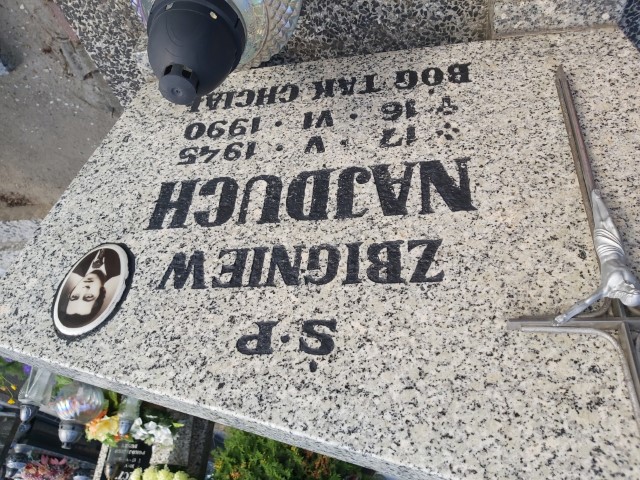 Ś.P.
ZBIGNIEW
NAJDUCH
* 17 · V · 1945
† 16 · VI · 1990
BÓG TAK CHCIAŁ